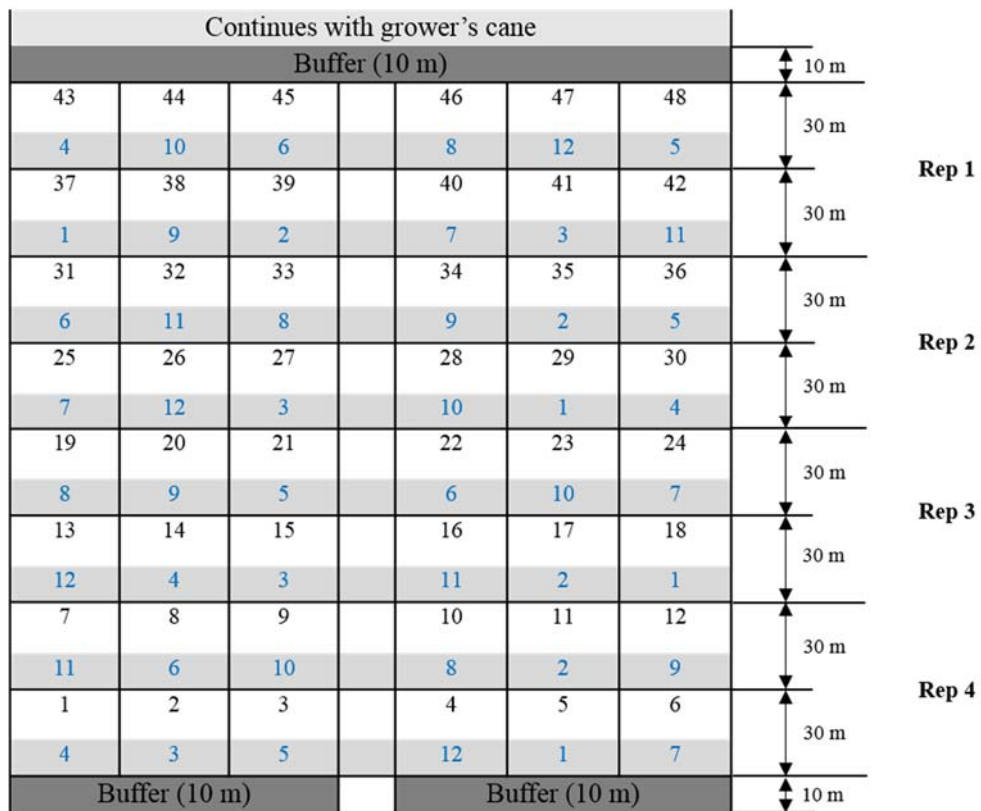 Continues with grower's cane
Buffer (10 m)
10 m
43 44 45 46 47 48
30 m
4 10 6 8 12 5
Rep 1
37 38 39 40 41 42
30 m
1 9 2 7 3 11
31 32 33 34 35 36
30 m
6 11 8 9 2 5
Rep 2
25 26 27 28 29 30
30 m
7 12 3 10 1 4
19 20 21 22 23 24
30 m
8 9 5 6 10 7
Rep 3
13 14 15 16 17 18
30 m
12 4 3 11 2 1
7 8 9 10 11 12
30 m
11 6 10 8 2 9
Rep 4
1 2 3 4 5 6
30 m
4 3 5 12 1 7
Buffer (10 m) Buffer (10 m) 10 m